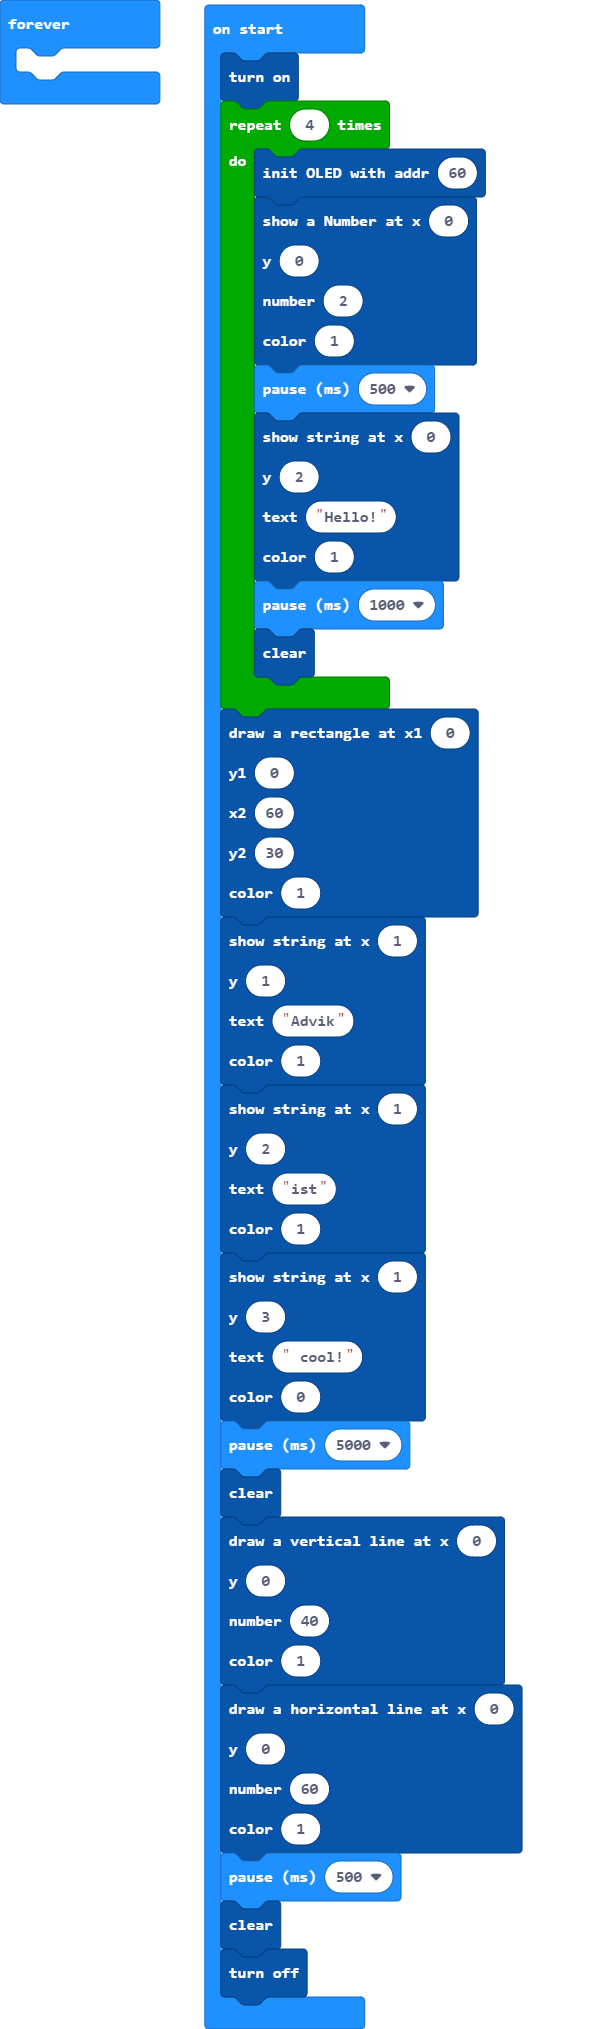 forever
on start
turn on
repeat 4 times
do
init OLED with addr 60
show a Number at x 0
y 0
number 2
color 1
pause (ms) 500
show string at x 0
y 2
text "Hello!"
color 1
pause (ms) 1000
clear
draw a rectangle at x1 0
y1 0
x2 60
y2 30
color 1
show string at x 1
y 1
text "Advik"
color 1
show string at x 1
y 2
text "ist"
color 1
show string at x 1
y 3
text " cool!"
color 0
pause (ms) 5000
clear
draw a vertical line at x 0
y 0
number 40
color 1
draw a horizontal line at x 0
y 0
number 60
color 1
pause (ms) 500
clear
turn off